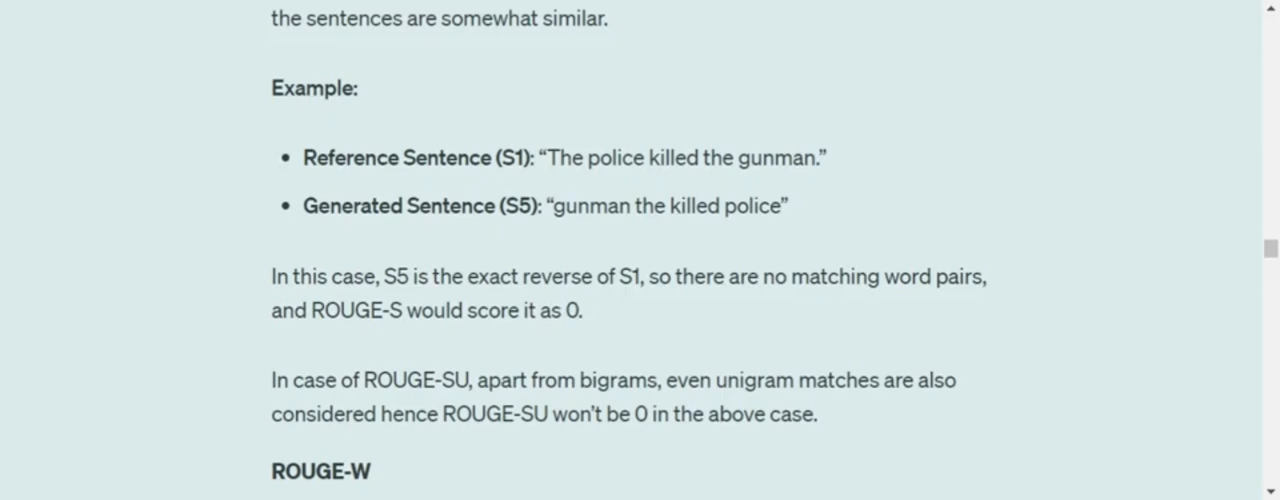 the sentences are somewhat similar.
Example:
• Reference Sentence (S1): “The police killed the gunman.”
• Generated Sentence (S5): “gunman the killed police”
In this case, S5 is the exact reverse of S1, so there are no matching word pairs,
and ROUGE-S would score it as 0.
In case of ROUGE-SU, apart from bigrams, even unigram matches are also
considered hence ROUGE-SU won’t be 0 in the above case.
ROUGE-W